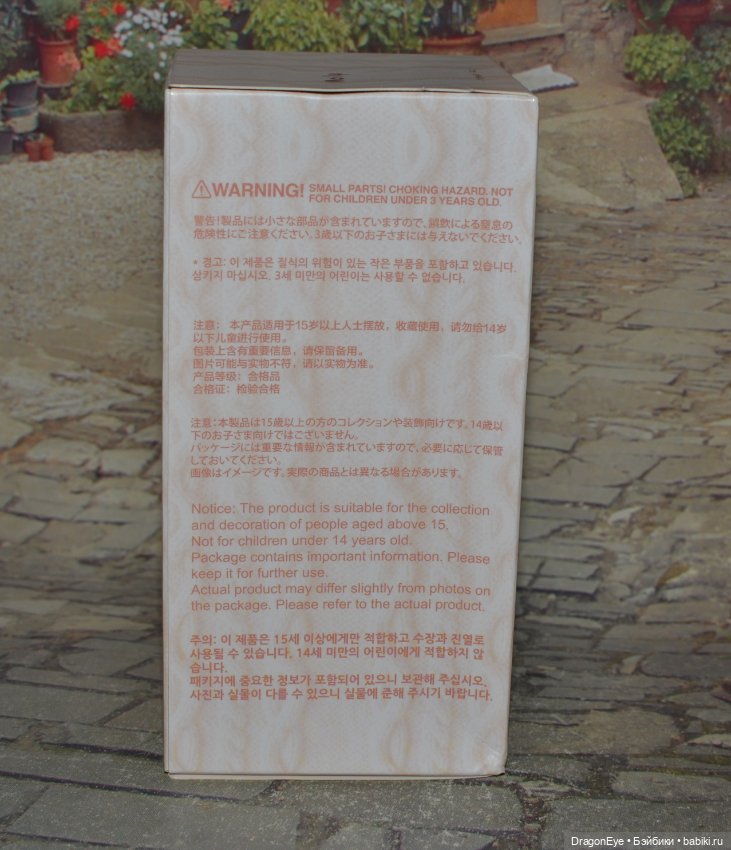 WARNING! SMALL PARTS! CHOKING HAZARD. NOT
FOR CHILDREN UNDER 3 YEARS OLD.
警告!製品には小さな部品が含まれていますので、誤飲による窒息の
危険性にご注意ください。3歳以下のお子さまには与えないでください。
* 경고: 이 제품은 질식의 위험이 있는 작은 부품을 포함하고 있습니다.
삼키지 마십시오. 3세 미만의 어린이는 사용할 수 없습니다.
注意： 本产品适用于15岁以上人士摆放，收藏使用，请勿给14岁
以下儿童进行使用。
包装上含有重要信息，请保留备用。
图片可能与实物不符，请以实物为准。
产品等级：合格品
合格证：检验合格
注意:本製品は15歳以上の方のコレクションや装飾向けです。14歳以
下のお子さま向けではございません。
パッケージには重要な情報が含まれていますので、必要に応じて保管
しておいてください。
画像はイメージです。実際の商品とは異なる場合があります。
Notice: The product is suitable for the collection
and decoration of people aged above 15.
Not for children under 14 years old.
Package contains important information. Please
keep it for further use.
Actual product may differ slightly from photos on
the package. Please refer to the actual product.
주의: 이 제품은 15세 이상에게만 적합하고 수장과 진열로
사용될 수 있습니다. 14세 미만의 어린이에게 적합하지 않
습니다.
패키지에 중요한 정보가 포함되어 있으니 보관해 주십시오.
사진과 실물이 다를 수 있으니 실물에 준해 주시기 바랍니다.
DragonEye • Бэйбики • babiki.ru